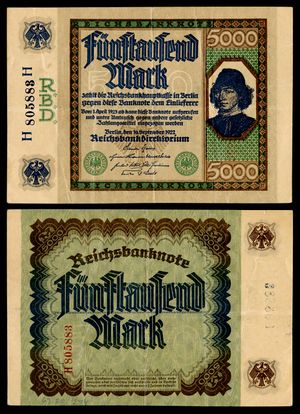 Fünftausend
5000
Mark
zahlt die Reichsbankhauptkasse in Berlin
gegen diese Banknote dem Einlieferer
Vom 1. April 1923 ab kann diese Banknote aufgerufen
und unter Umtausch gegen andere gesetzliche
Zahlungsmittel eingezogen werden
Berlin, den 16. September 1922
Reichsbankdirektorium
5000
H 805883 H
RBD
Reichsbanknote
Fünftausend
Mark
H 805883